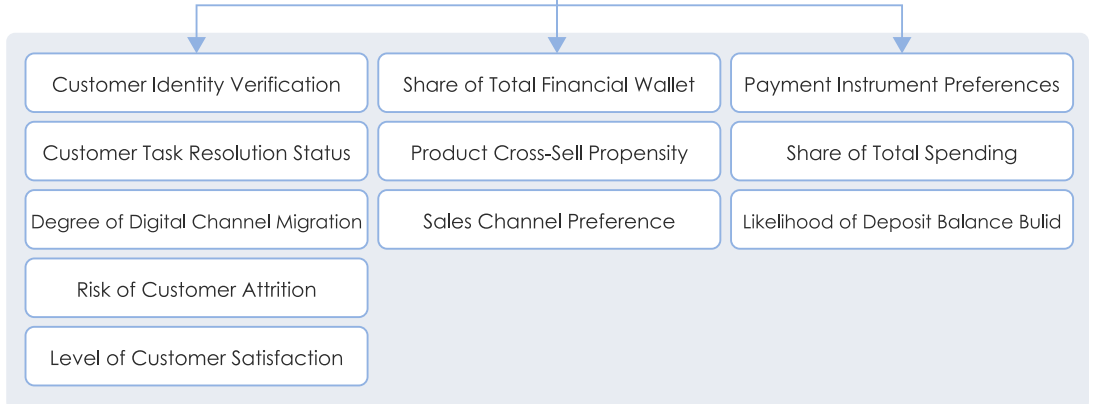 Customer Identity Verification
Customer Task Resolution Status
Degree of Digital Channel Migration
Risk of Customer Attrition
Level of Customer Satisfaction
Share of Total Financial Wallet
Product Cross-Sell Propensity
Sales Channel Preference
Payment Instrument Preferences
Share of Total Spending
Likelihood of Deposit Balance Bulid